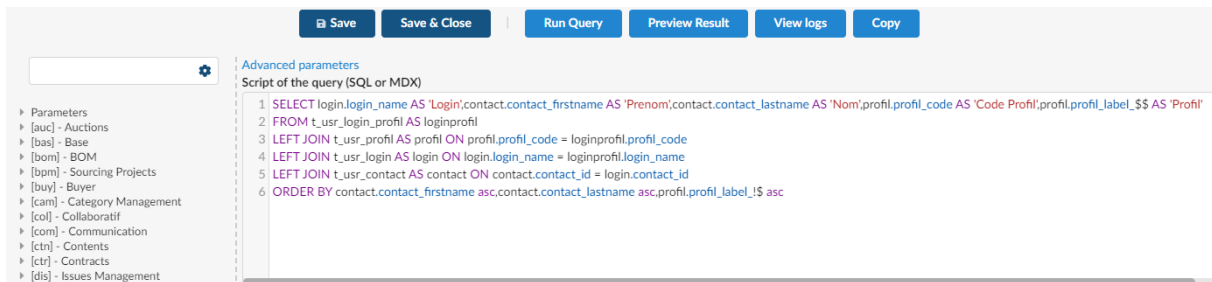 Save Save & Close Run Query Preview Result View logs Copy
Advanced parameters
Script of the query (SQL or MDX)
Parameters
[auc] - Auctions
[bas] - Base
[bom] - BOM
[bpm] - Sourcing Projects
[buy] - Buyer
[cam] - Category Management
[col] - Collaboratif
[com] - Communication
[ctn] - Contents
[ctr] - Contracts
[dis] - Issues Management
1 SELECT login.login_name AS 'Login',contact.contact_firstname AS 'Prenom',contact.contact_lastname AS 'Nom',profil.profil_code AS 'Code Profil',profil.profil_label_$$ AS 'Profil'
2 FROM t_usr_login_profil AS loginprofil
3 LEFT JOIN t_usr_profil AS profil ON profil.profil_code = loginprofil.profil_code
4 LEFT JOIN t_usr_login AS login ON login.login_name = loginprofil.login_name
5 LEFT JOIN t_usr_contact AS contact ON contact.contact_id = login.contact_id
6 ORDER BY contact.contact_firstname asc,contact.contact_lastname asc,profil.profil_label_!$ asc